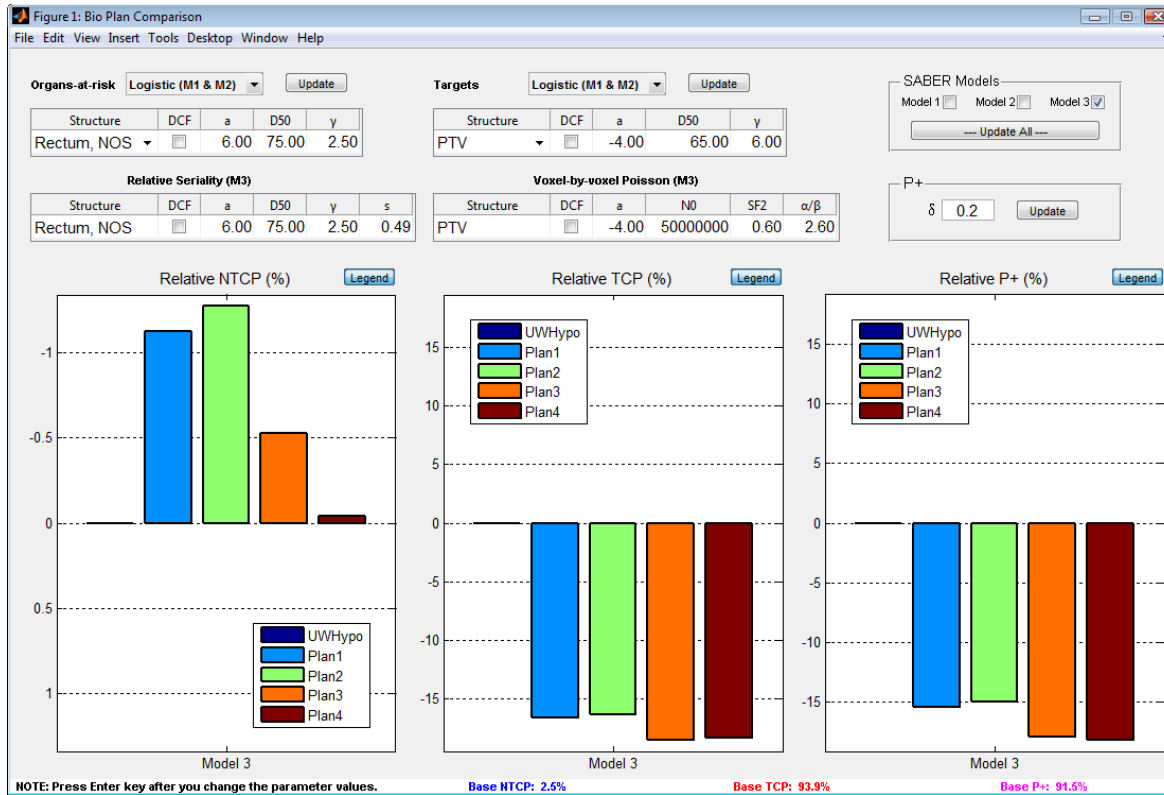 Figure 1: Bio Plan Comparison
File Edit View Insert Tools Desktop Window Help
Organs-at-risk Logistic (M1 & M2) Update
Structure DCF a D50 γ
Rectum, NOS 6.00 75.00 2.50
Relative Seriality (M3)
Structure DCF a D50 γ s
Rectum, NOS 6.00 75.00 2.50 0.49
Targets Logistic (M1 & M2) Update
Structure DCF a D50 γ
PTV -4.00 65.00 6.00
Voxel-by-voxel Poisson (M3)
Structure DCF a N0 SF2 α/β
PTV -4.00 50000000 0.60 2.60
SABER Models
Model 1 Model 2 Model 3
--- Update All ---
P+
δ 0.2 Update
Relative NTCP (%) Legend
-1
-0.5
0
0.5
1
UWHypo
Plan1
Plan2
Plan3
Plan4
Model 3
Relative TCP (%) Legend
15
10
5
0
-5
-10
-15
UWHypo
Plan1
Plan2
Plan3
Plan4
Model 3
Relative P+ (%) Legend
15
10
5
0
-5
-10
-15
UWHypo
Plan1
Plan2
Plan3
Plan4
Model 3
NOTE: Press Enter key after you change the parameter values. Base NTCP: 2.5% Base TCP: 93.9% Base P+: 91.5%